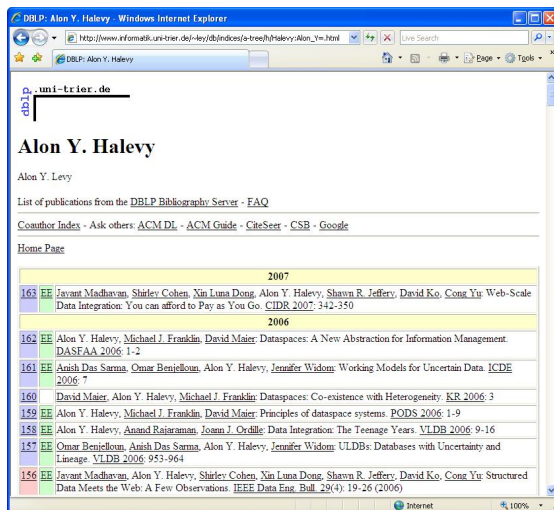 DBLP: Alon Y. Halevy - Windows Internet Explorer
http://www.informatik.uni-trier.de/~ley/db/indices/a-tree/h/Halevy:Alon_Y=.html
Live Search
DBLP: Alon Y. Halevy
Page
Tools
dblp.uni-trier.de
Alon Y. Halevy
Alon Y. Levy
List of publications from the DBLP Bibliography Server - FAQ
Coauthor Index - Ask others: ACM DL - ACM Guide - CiteSeer - CSB - Google
Home Page
2007
163 EE Jayant Madhavan, Shirley Cohen, Xin Luna Dong, Alon Y. Halevy, Shawn R. Jeffery, David Ko, Cong Yu: Web-Scale
Data Integration: You can afford to Pay as You Go. CIDR 2007: 342-350
2006
162 EE Alon Y. Halevy, Michael J. Franklin, David Maier: Dataspaces: A New Abstraction for Information Management.
DASFAA 2006: 1-2
161 EE Anish Das Sarma, Omar Benjelloun, Alon Y. Halevy, Jennifer Widom: Working Models for Uncertain Data. ICDE
2006: 7
160 David Maier, Alon Y. Halevy, Michael J. Franklin: Dataspaces: Co-existence with Heterogeneity. KR 2006: 3
159 EE Alon Y. Halevy, Michael J. Franklin, David Maier: Principles of dataspace systems. PODS 2006: 1-9
158 EE Alon Y. Halevy, Anand Rajaraman, Joann J. Ordille: Data Integration: The Teenage Years. VLDB 2006: 9-16
157 EE Omar Benjelloun, Anish Das Sarma, Alon Y. Halevy, Jennifer Widom: ULDBs: Databases with Uncertainty and
Lineage. VLDB 2006: 953-964
156 EE Jayant Madhavan, Alon Y. Halevy, Shirley Cohen, Xin Luna Dong, Shawn R. Jeffery, David Ko, Cong Yu: Structured
Data Meets the Web: A Few Observations. IEEE Data Eng. Bull. 29(4): 19-26 (2006)
Internet
100%